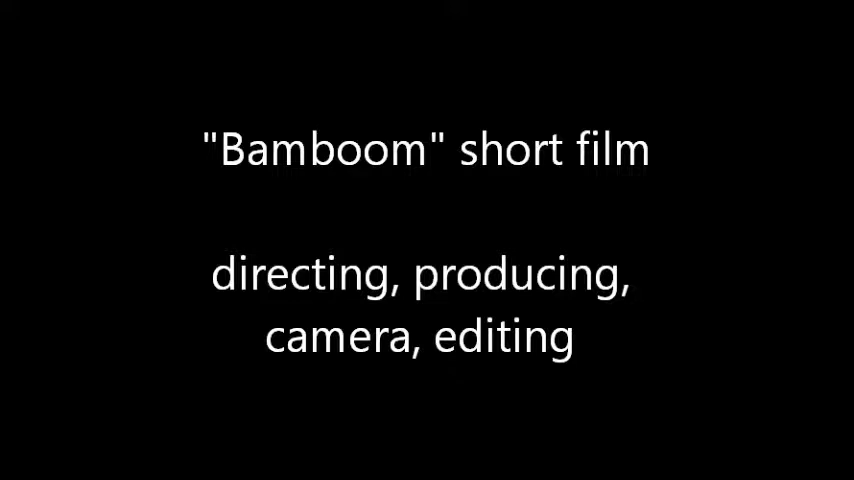 "Bamboom" short film
directing, producing,
camera, editing